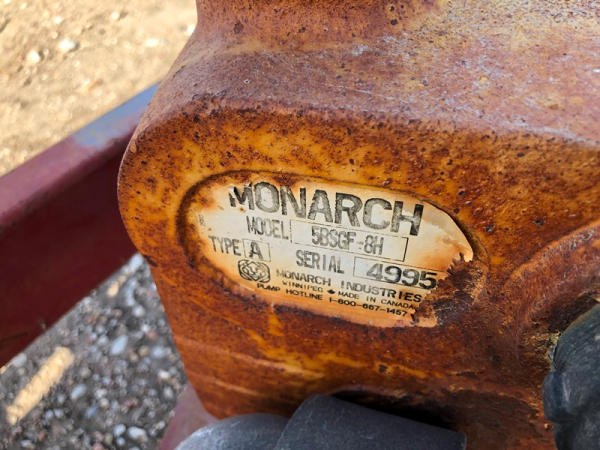 MONARCH
MODEL 5BSGF-8H
TYPE A SERIAL 4995
MONARCH INDUSTRIES
WINNIPEG MADE IN CANADA
PUMP HOTLINE 1-800-667-1457